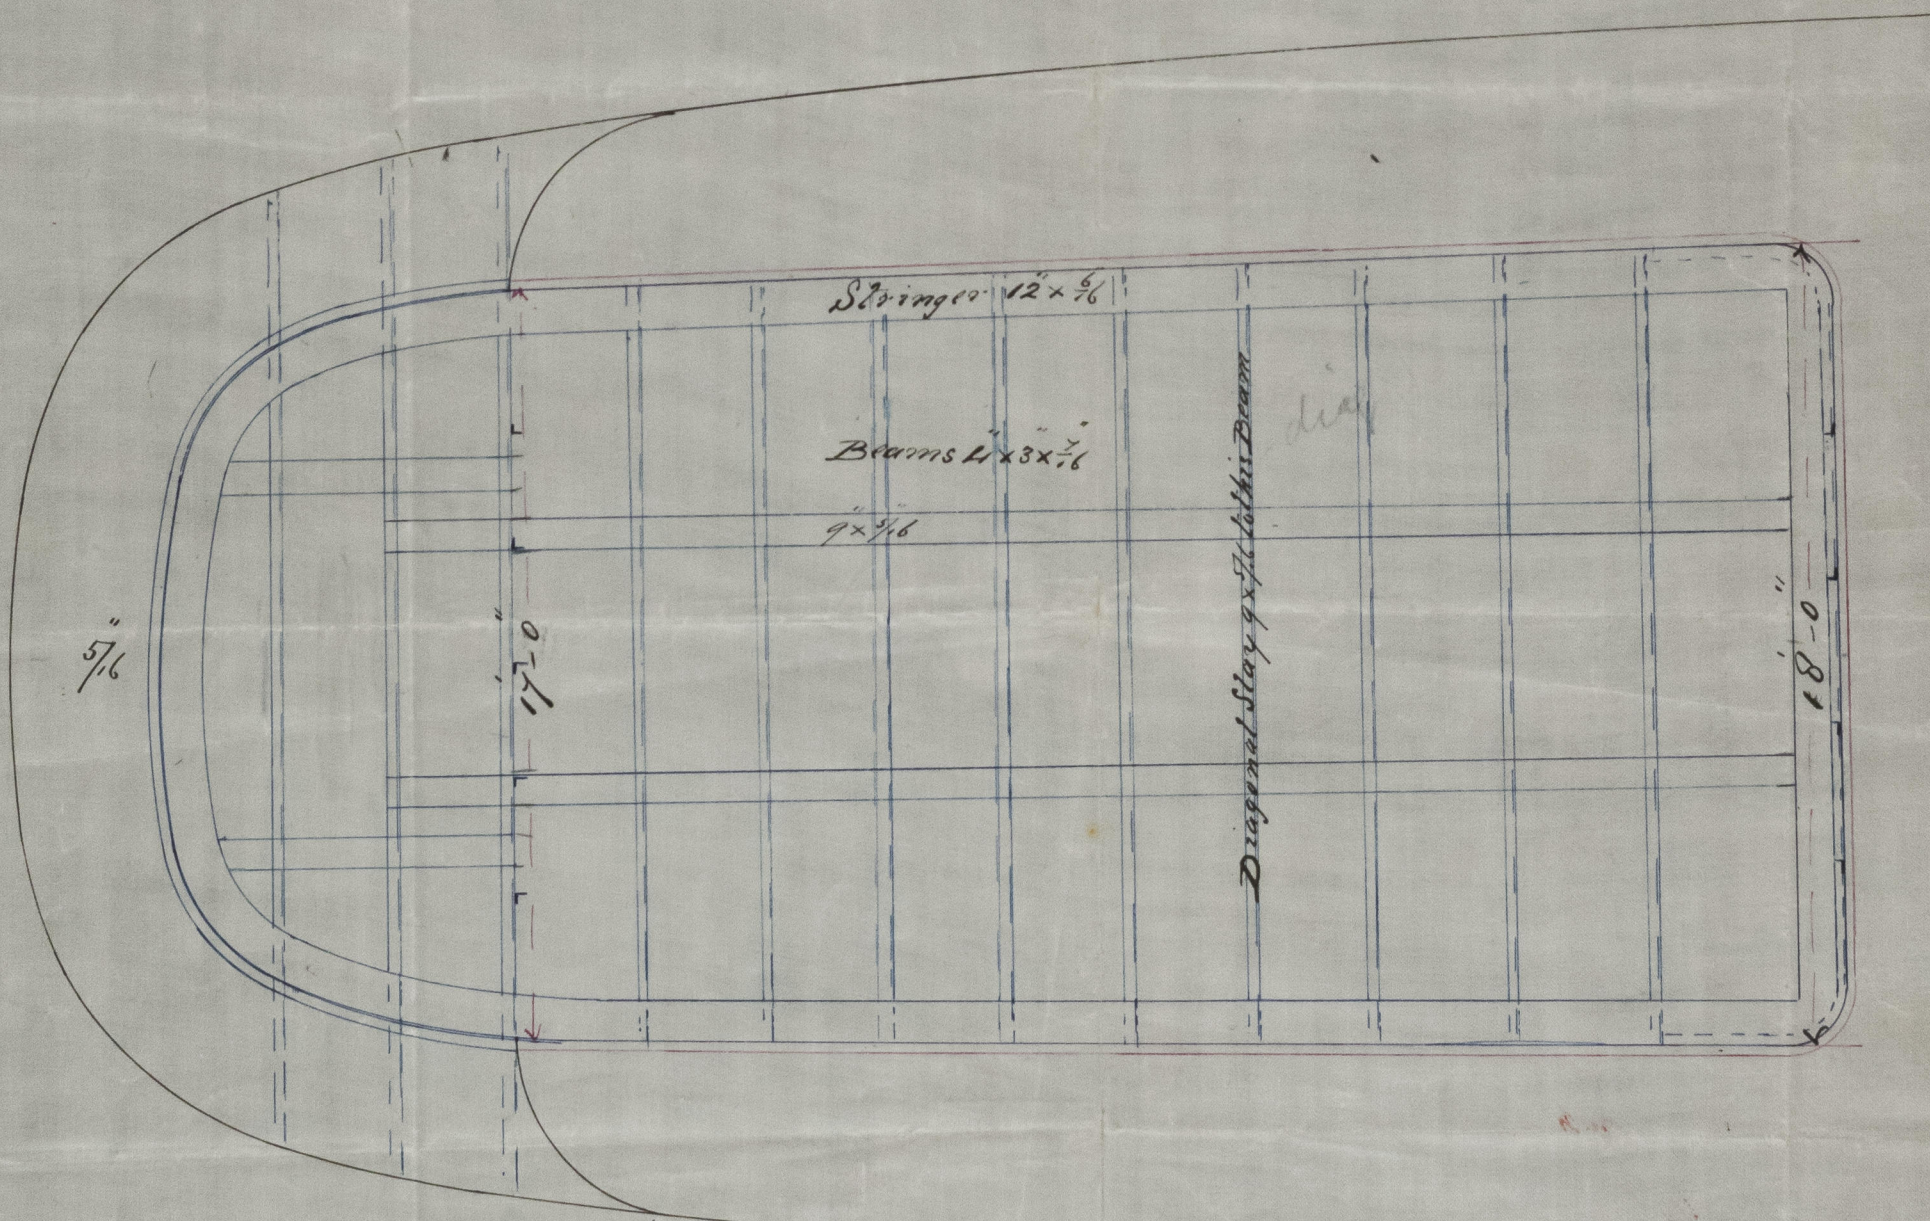 Stringer 12" × 6/16
Beams 4" × 3" × 7/16"
9" × 5/16"
Diagonal Stay 9 × 7/16 to this Beam
diag
5/16"
17'-0"
18'-0"